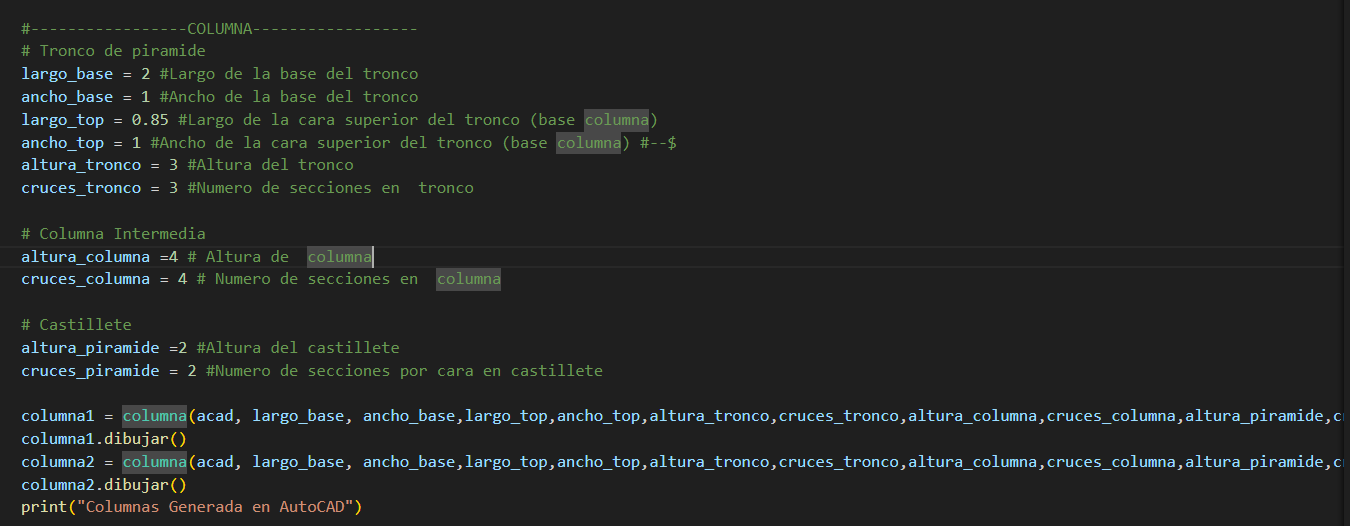 #-----------------COLUMNA------------------
# Tronco de piramide
largo_base = 2 #Largo de la base del tronco
ancho_base = 1 #Ancho de la base del tronco
largo_top = 0.85 #Largo de la cara superior del tronco (base columna)
ancho_top = 1 #Ancho de la cara superior del tronco (base columna) #--$
altura_tronco = 3 #Altura del tronco
cruces_tronco = 3 #Numero de secciones en  tronco
# Columna Intermedia
altura_columna =4 # Altura de  columna
cruces_columna = 4 # Numero de secciones en  columna
# Castillete
altura_piramide =2 #Altura del castillete
cruces_piramide = 2 #Numero de secciones por cara en castillete
columna1 = columna(acad, largo_base, ancho_base,largo_top,ancho_top,altura_tronco,cruces_tronco,altura_columna,cruces_columna,altura_piramide,
columna1.dibujar()
columna2 = columna(acad, largo_base, ancho_base,largo_top,ancho_top,altura_tronco,cruces_tronco,altura_columna,cruces_columna,altura_piramide,
columna2.dibujar()
print("Columnas Generada en AutoCAD")